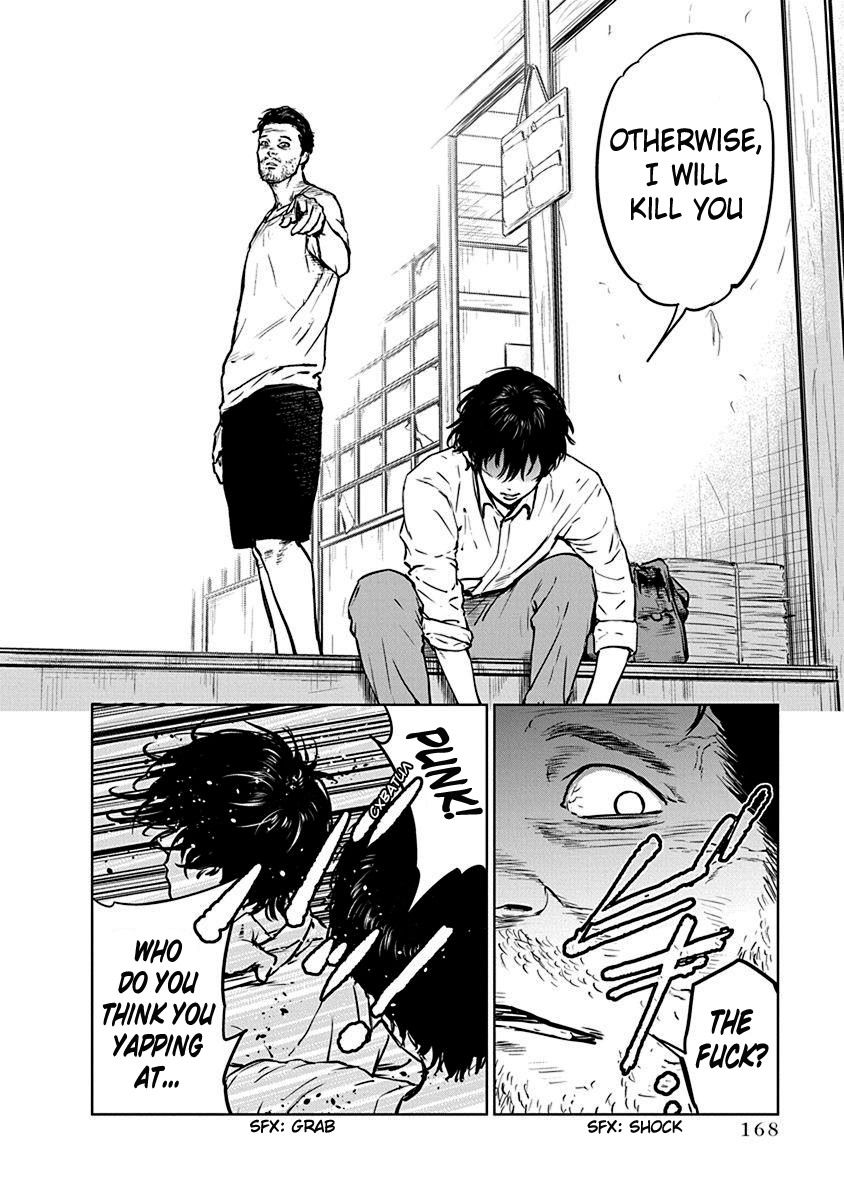 OTHERWISE,
I WILL
KILL YOU
THE
FUCK?
PUNK!
WHO
DO YOU
THINK YOU
YAPPING
AT...
SFX: GRAB
SFX: SHOCK
168